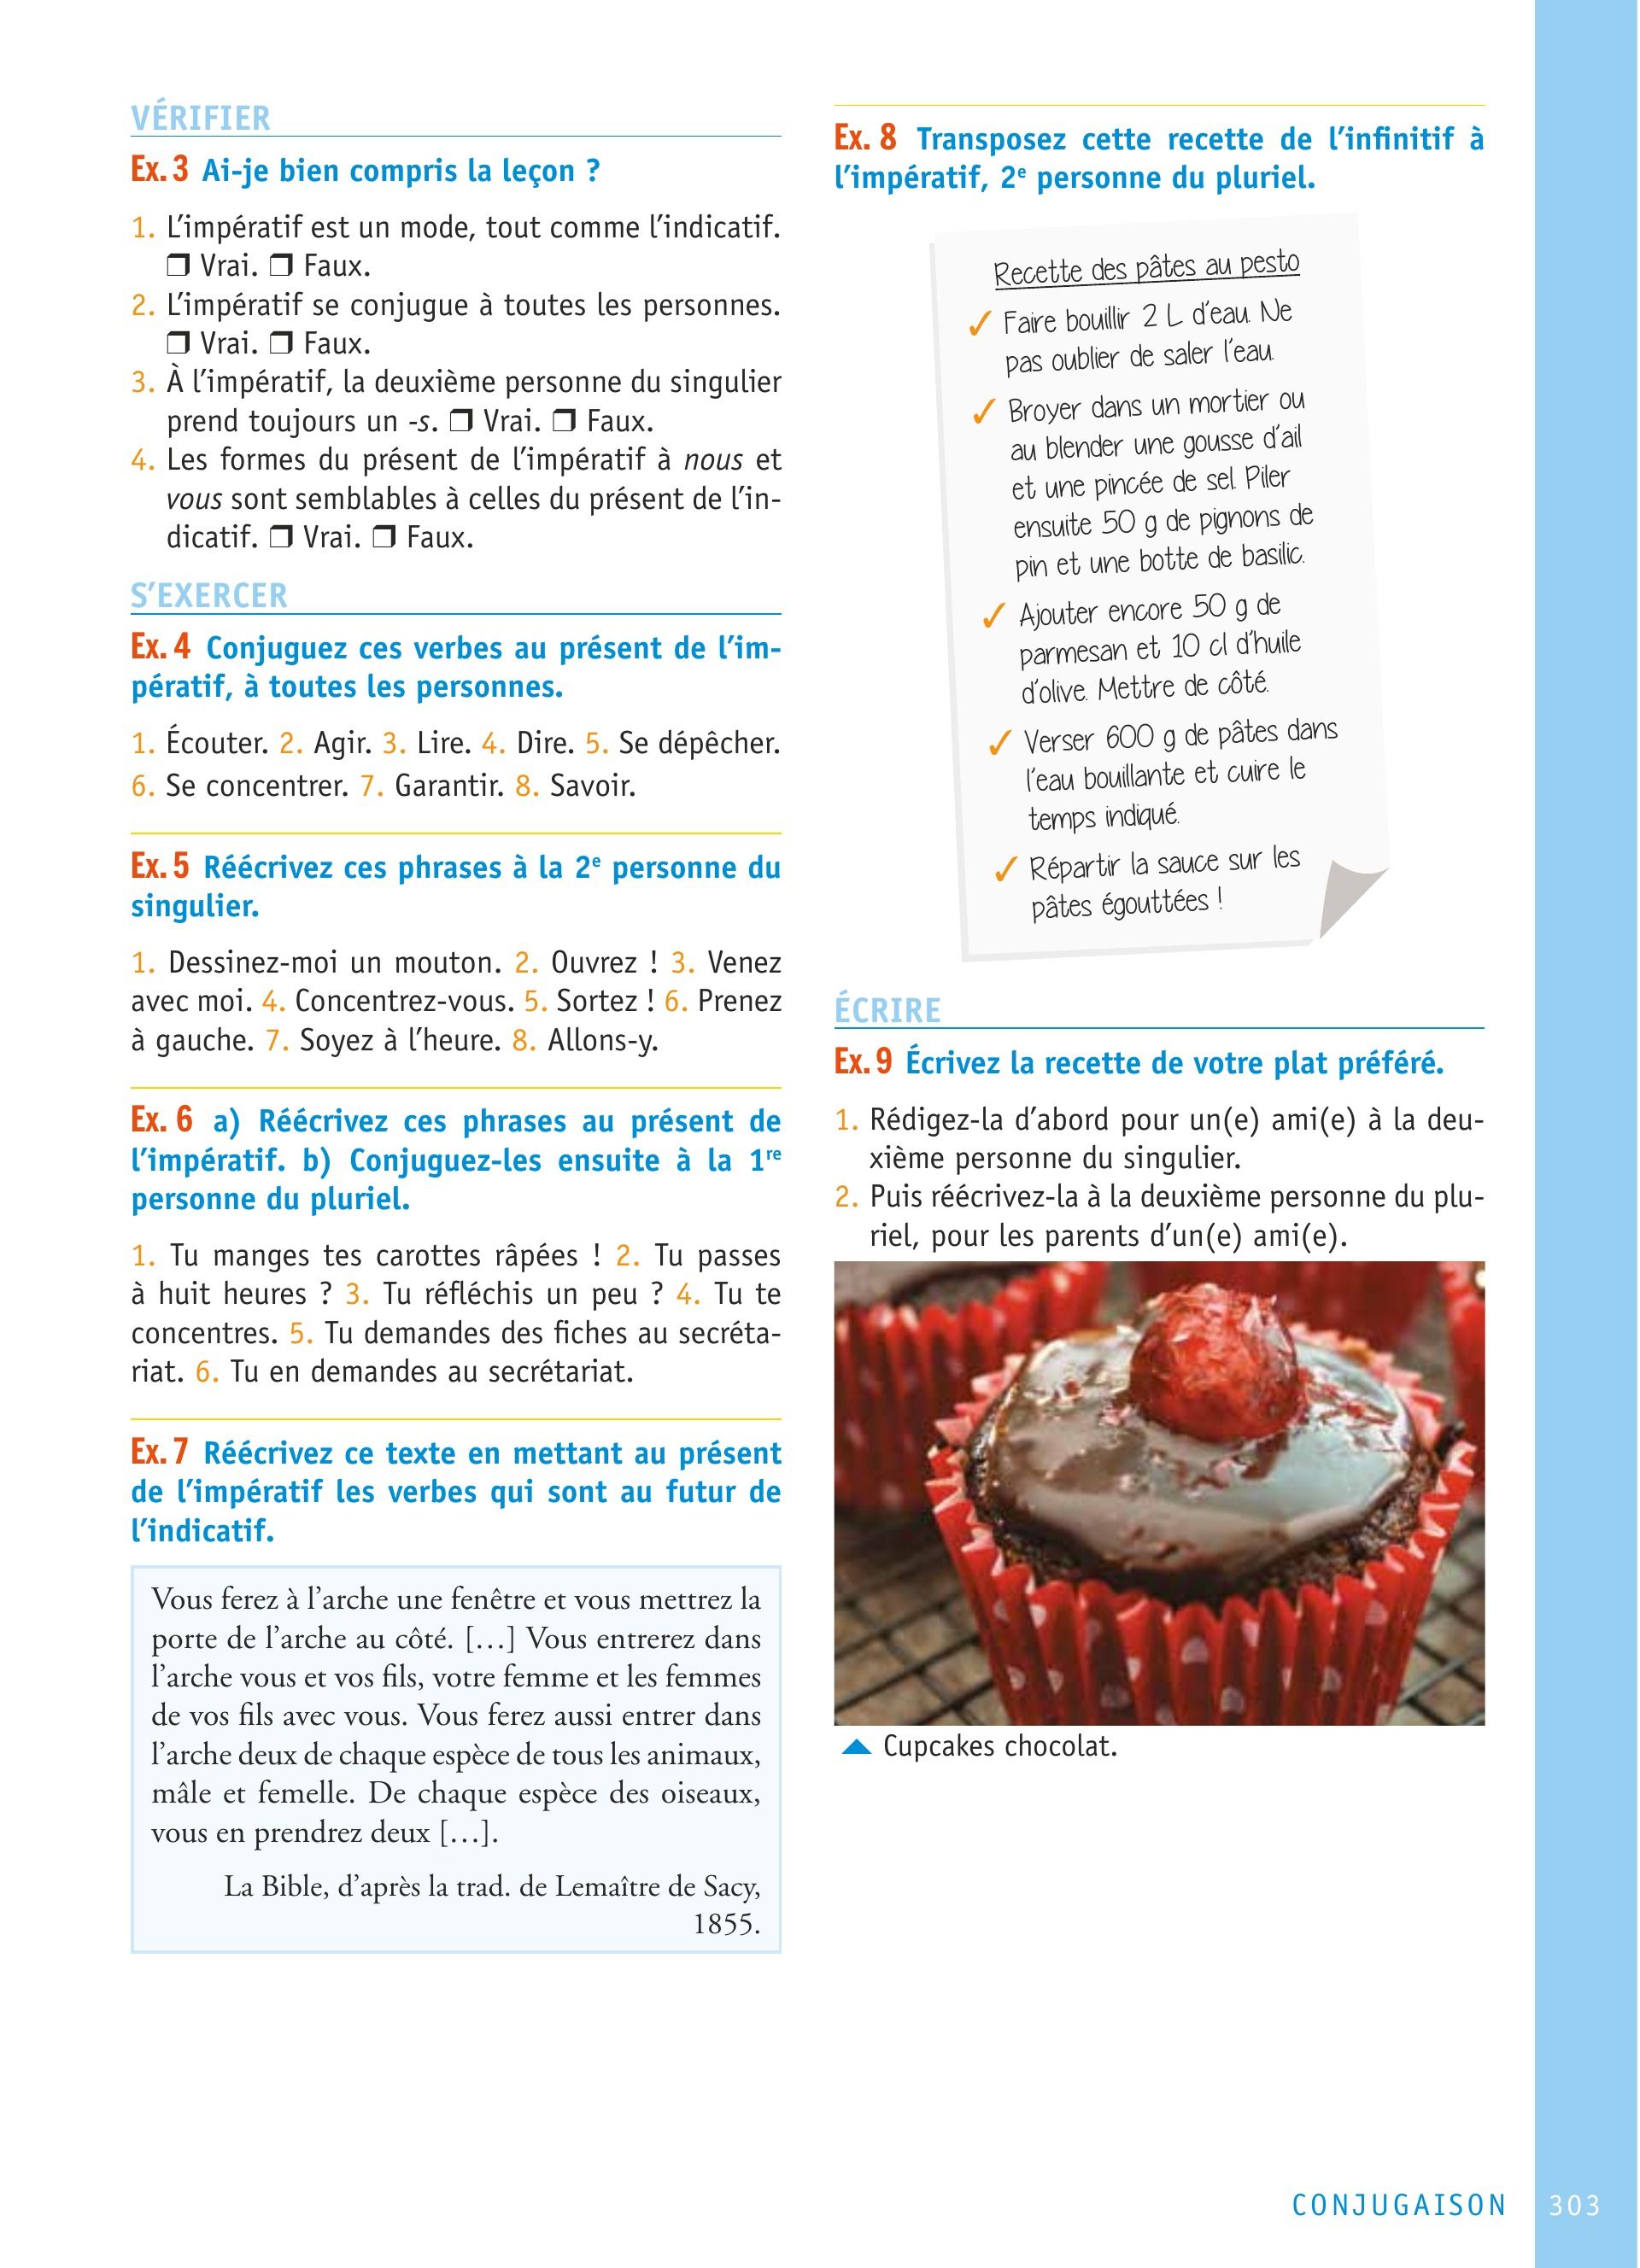 VÉRIFIER
Ex. 3 Ai-je bien compris la leçon ?
1. L’impératif est un mode, tout comme l’indicatif.
❒ Vrai. ❒ Faux.
2. L’impératif se conjugue à toutes les personnes.
❒ Vrai. ❒ Faux.
3. À l’impératif, la deuxième personne du singulier
prend toujours un -s. ❒ Vrai. ❒ Faux.
4. Les formes du présent de l’impératif à nous et
vous sont semblables à celles du présent de l’in-
dicatif. ❒ Vrai. ❒ Faux.
S’EXERCER
Ex. 4 Conjuguez ces verbes au présent de l’im-
pératif, à toutes les personnes.
1. Écouter. 2. Agir. 3. Lire. 4. Dire. 5. Se dépêcher.
6. Se concentrer. 7. Garantir. 8. Savoir.
Ex. 5 Réécrivez ces phrases à la 2e personne du
singulier.
1. Dessinez-moi un mouton. 2. Ouvrez ! 3. Venez
avec moi. 4. Concentrez-vous. 5. Sortez ! 6. Prenez
à gauche. 7. Soyez à l’heure. 8. Allons-y.
Ex. 6 a) Réécrivez ces phrases au présent de
l’impératif. b) Conjuguez-les ensuite à la 1re
personne du pluriel.
1. Tu manges tes carottes râpées ! 2. Tu passes
à huit heures ? 3. Tu réfléchis un peu ? 4. Tu te
concentres. 5. Tu demandes des fiches au secréta-
riat. 6. Tu en demandes au secrétariat.
Ex. 7 Réécrivez ce texte en mettant au présent
de l’impératif les verbes qui sont au futur de
l’indicatif.
Vous ferez à l’arche une fenêtre et vous mettrez la
porte de l’arche au côté. […] Vous entrerez dans
l’arche vous et vos fils, votre femme et les femmes
de vos fils avec vous. Vous ferez aussi entrer dans
l’arche deux de chaque espèce de tous les animaux,
mâle et femelle. De chaque espèce des oiseaux,
vous en prendrez deux […].
La Bible, d’après la trad. de Lemaître de Sacy,
1855.
Ex. 8 Transposez cette recette de l’infinitif à
l’impératif, 2e personne du pluriel.
Recette des pâtes au pesto
✓ Faire bouillir 2 L d’eau. Ne
pas oublier de saler l’eau.
✓ Broyer dans un mortier ou
au blender une gousse d’ail
et une pincée de sel. Piler
ensuite 50 g de pignons de
pin et une botte de basilic.
✓ Ajouter encore 50 g de
parmesan et 10 cl d’huile
d’olive. Mettre de côté.
✓ Verser 600 g de pâtes dans
l’eau bouillante et cuire le
temps indiqué.
✓ Répartir la sauce sur les
pâtes égouttées !
ÉCRIRE
Ex. 9 Écrivez la recette de votre plat préféré.
1. Rédigez-la d’abord pour un(e) ami(e) à la deu-
xième personne du singulier.
2. Puis réécrivez-la à la deuxième personne du plu-
riel, pour les parents d’un(e) ami(e).
Cupcakes chocolat.
CONJUGAISON 303